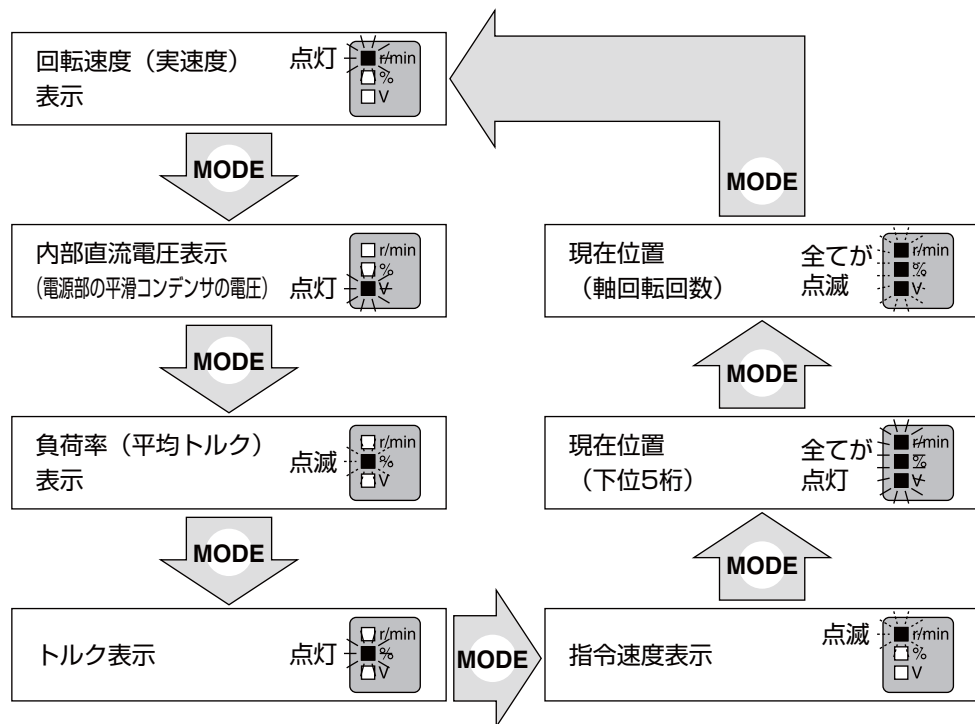 回転速度（実速度）
表示
点灯
r/min
%
V
MODE
内部直流電圧表示
（電源部の平滑コンデンサの電圧）
点灯
r/min
%
V
MODE
負荷率（平均トルク）
表示
点滅
r/min
%
V
MODE
トルク表示
点灯
r/min
%
V
MODE
指令速度表示
点滅
r/min
%
V
MODE
現在位置
（下位5桁）
全てが
点灯
r/min
%
V
MODE
現在位置
（軸回転回数）
全てが
点滅
r/min
%
V
MODE